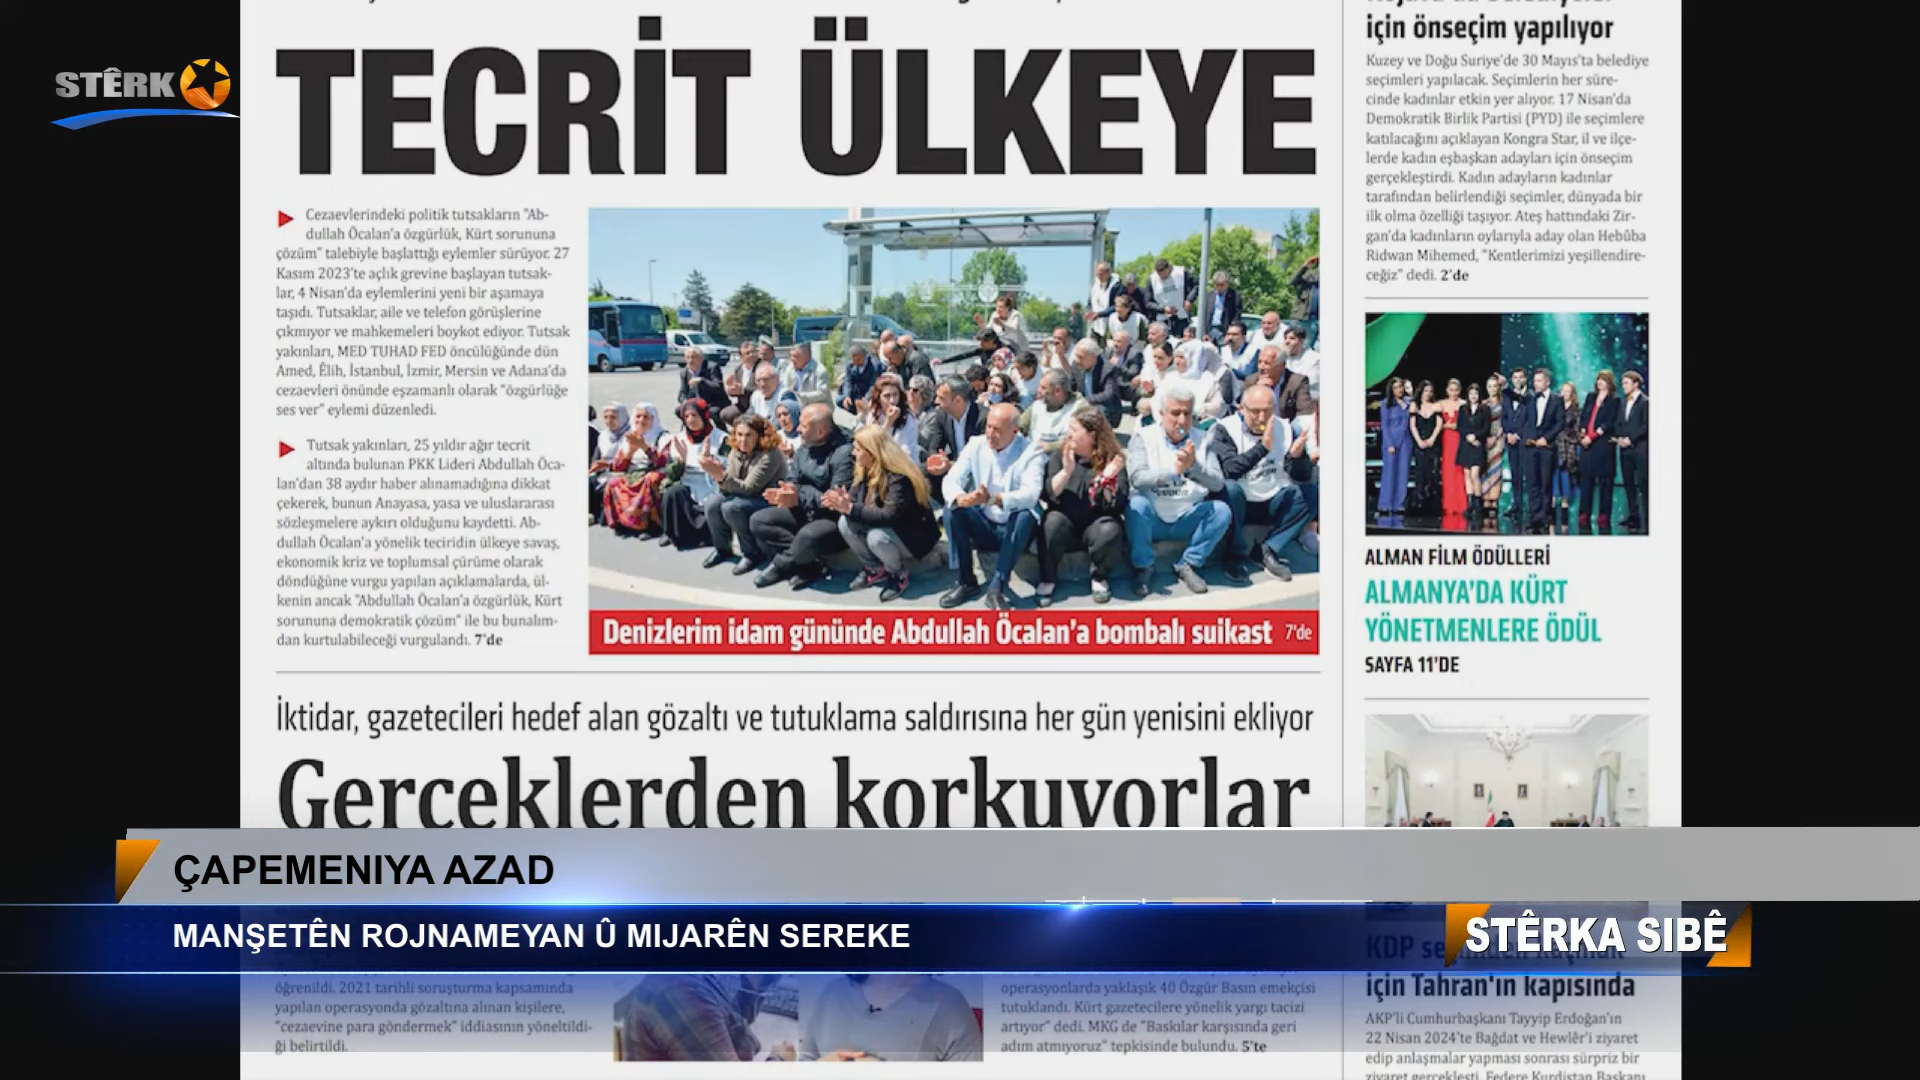 STÊRK
TECRİT ÜLKEYE
Cezaevlerindeki politik tutsakların "Ab-
dullah Öcalan'a özgürlük, Kürt sorununa
çözüm" talebiyle başlattığı eylemler sürüyor. 27
Kasım 2023'te açlık grevine başlayan tutsak-
lar, 4 Nisan'da eylemlerini yeni bir aşamaya
taşıdı. Tutsaklar, aile ve telefon görüşlerine
çıkmıyor ve mahkemeleri boykot ediyor. Tutsak
yakınları, MED TUHAD FED öncülüğünde dün
Amed, Êlih, İstanbul, İzmir, Mersin ve Adana'da
cezaevleri önünde eşzamanlı olarak "özgürlüğe
ses ver" eylemi düzenledi.
Tutsak yakınları, 25 yıldır ağır tecrit
altında bulunan PKK Lideri Abdullah Öca-
lan'dan 38 aydır haber alınamadığına dikkat
çekerek, bunun Anayasa, yasa ve uluslararası
sözleşmelere aykırı olduğunu kaydetti. Ab-
dullah Öcalan'a yönelik teciridin ülkeye savaş,
ekonomik kriz ve toplumsal çürüme olarak
döndüğüne vurgu yapılan açıklamalarda, ül-
kenin ancak "Abdullah Öcalan'a özgürlük, Kürt
sorununa demokratik çözüm" ile bu bunalım-
dan kurtulabileceği vurgulandı. 7'de
Denizlerim idam gününde Abdullah Öcalan'a bombalı suikast 7'de
İktidar, gazetecileri hedef alan gözaltı ve tutuklama saldırısına her gün yenisini ekliyor
Gerçeklerden korkuyorlar
öğrenildi. 2021 tarihli soruşturma kapsamında
yapılan operasyonda gözaltına alınan kişilere,
"cezaevine para göndermek" iddiasının yöneltildi-
ği belirtildi.
operasyonlarda yaklaşık 40 Özgür Basın emekçisi
tutuklandı. Kürt gazetecilere yönelik yargı tacizi
artıyor" dedi. MKG de "Baskılar karşısında geri
adım atmıyoruz" tepkisinde bulundu. 5'te
için önseçim yapılıyor
Kuzey ve Doğu Suriye'de 30 Mayıs'ta belediye
seçimleri yapılacak. Seçimlerin her süre-
cinde kadınlar etkin yer alıyor. 17 Nisan'da
Demokratik Birlik Partisi (PYD) ile seçimlere
katılacağını açıklayan Kongra Star, il ve ilçe-
lerde kadın eşbaşkan adayları için önseçim
gerçekleştirdi. Kadın adayların kadınlar
tarafından belirlendiği seçimler, dünyada bir
ilk olma özelliği taşıyor. Ateş hattındaki Zir-
gan'da kadınların oylarıyla aday olan Hebûba
Ridwan Mihemed, "Kentlerimizi yeşillendire-
ceğiz" dedi. 2'de
ALMAN FİLM ÖDÜLLERİ
ALMANYA'DA KÜRT
YÖNETMENLERE ÖDÜL
SAYFA 11'DE
KDP
için Tahran'ın kapısında
AKP'li Cumhurbaşkanı Tayyip Erdoğan'ın
22 Nisan 2024'te Bağdat ve Hewlêr'i ziyaret
edip anlaşmalar yapması sonrası sürpriz bir
ziyaret gerçekleşti. Federe Kurdistan Başkanı
ÇAPEMENIYA AZAD
MANŞETÊN ROJNAMEYAN Û MIJARÊN SEREKE
STÊRKA SIBÊ